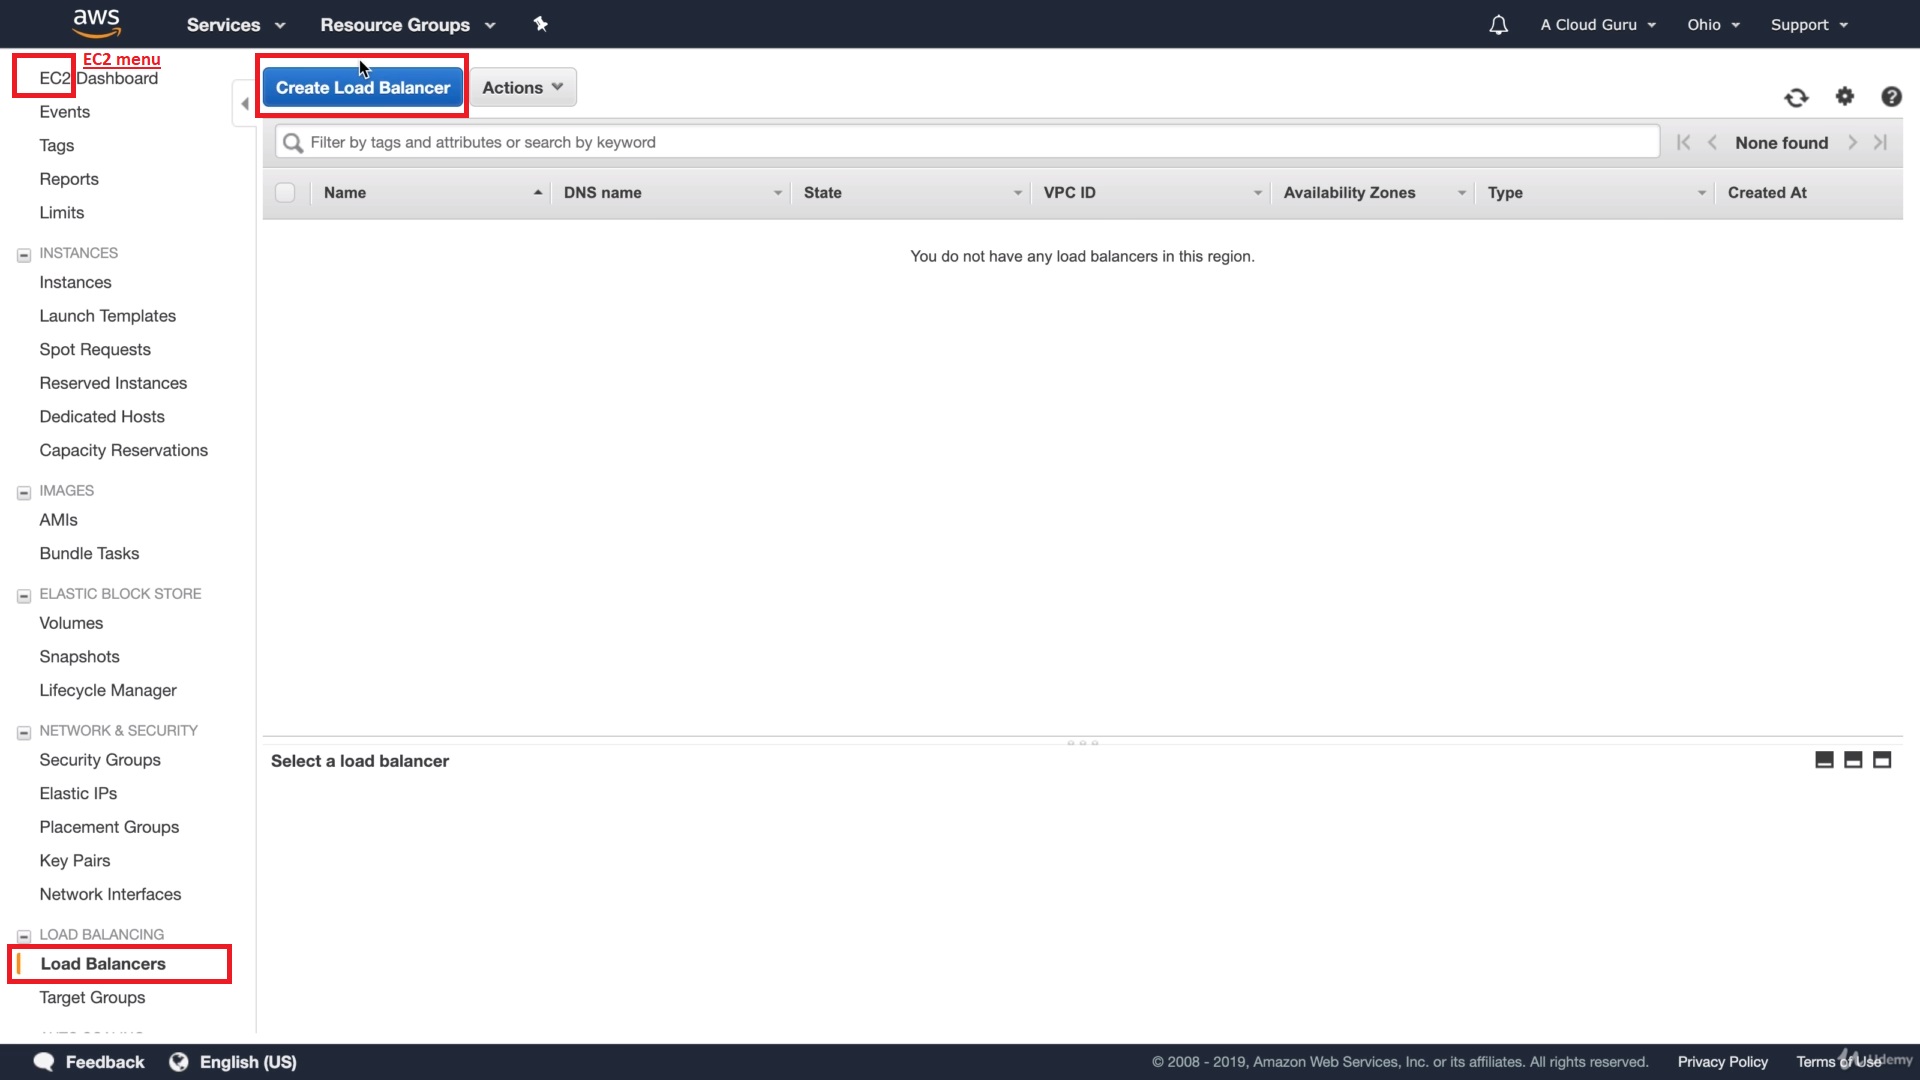 aws
Services
Resource Groups
A Cloud Guru
Ohio
Support
EC2 menu
EC2 Dashboard
Events
Tags
Reports
Limits
INSTANCES
Instances
Launch Templates
Spot Requests
Reserved Instances
Dedicated Hosts
Capacity Reservations
IMAGES
AMIs
Bundle Tasks
ELASTIC BLOCK STORE
Volumes
Snapshots
Lifecycle Manager
NETWORK & SECURITY
Security Groups
Elastic IPs
Placement Groups
Key Pairs
Network Interfaces
LOAD BALANCING
Load Balancers
Target Groups
Create Load Balancer
Actions
Filter by tags and attributes or search by keyword
None found
Name
DNS name
State
VPC ID
Availability Zones
Type
Created At
You do not have any load balancers in this region.
Select a load balancer
Feedback
English (US)
© 2008 - 2019, Amazon Web Services, Inc. or its affiliates. All rights reserved.
Privacy Policy
Terms of Use